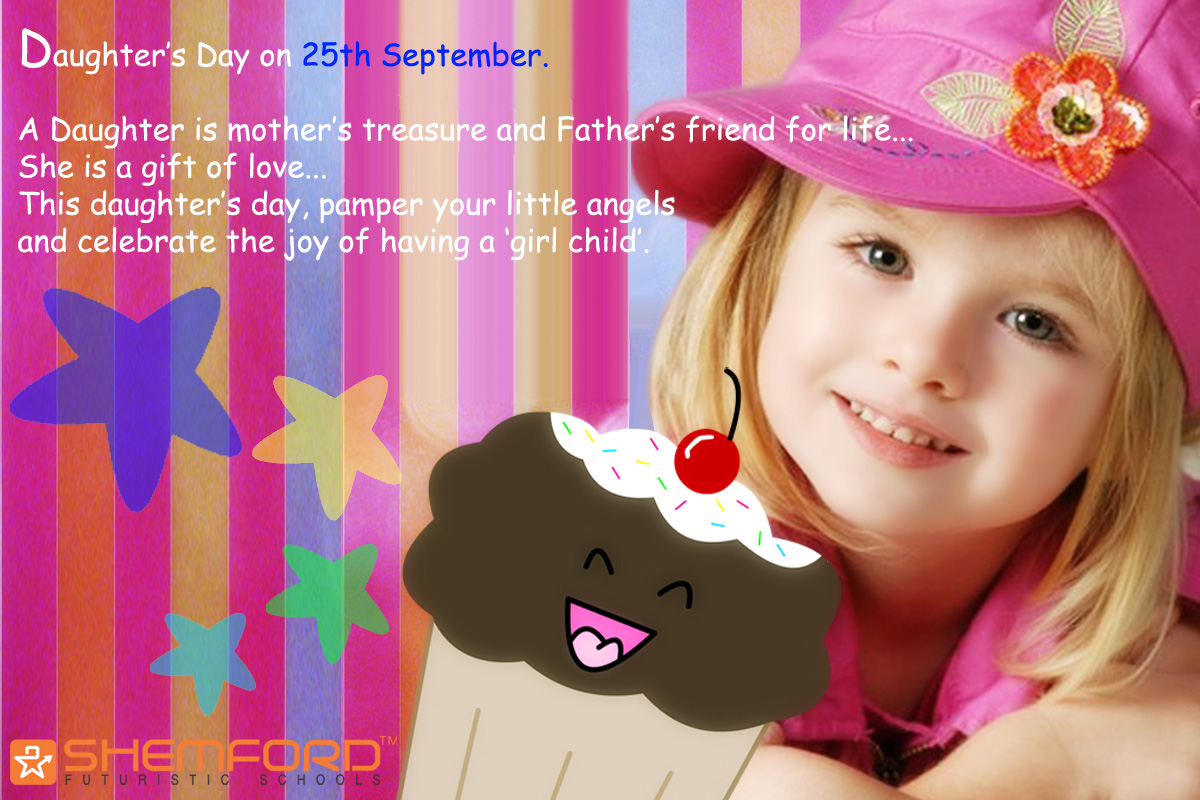 Daughter's Day on 25th September.
A Daughter is mother's treasure and Father's friend for life...
She is a gift of love...
This daughter's day, pamper your little angels
and celebrate the joy of having a ‘girl child’.
SHEMFORD™
FUTURISTIC SCHOOLS